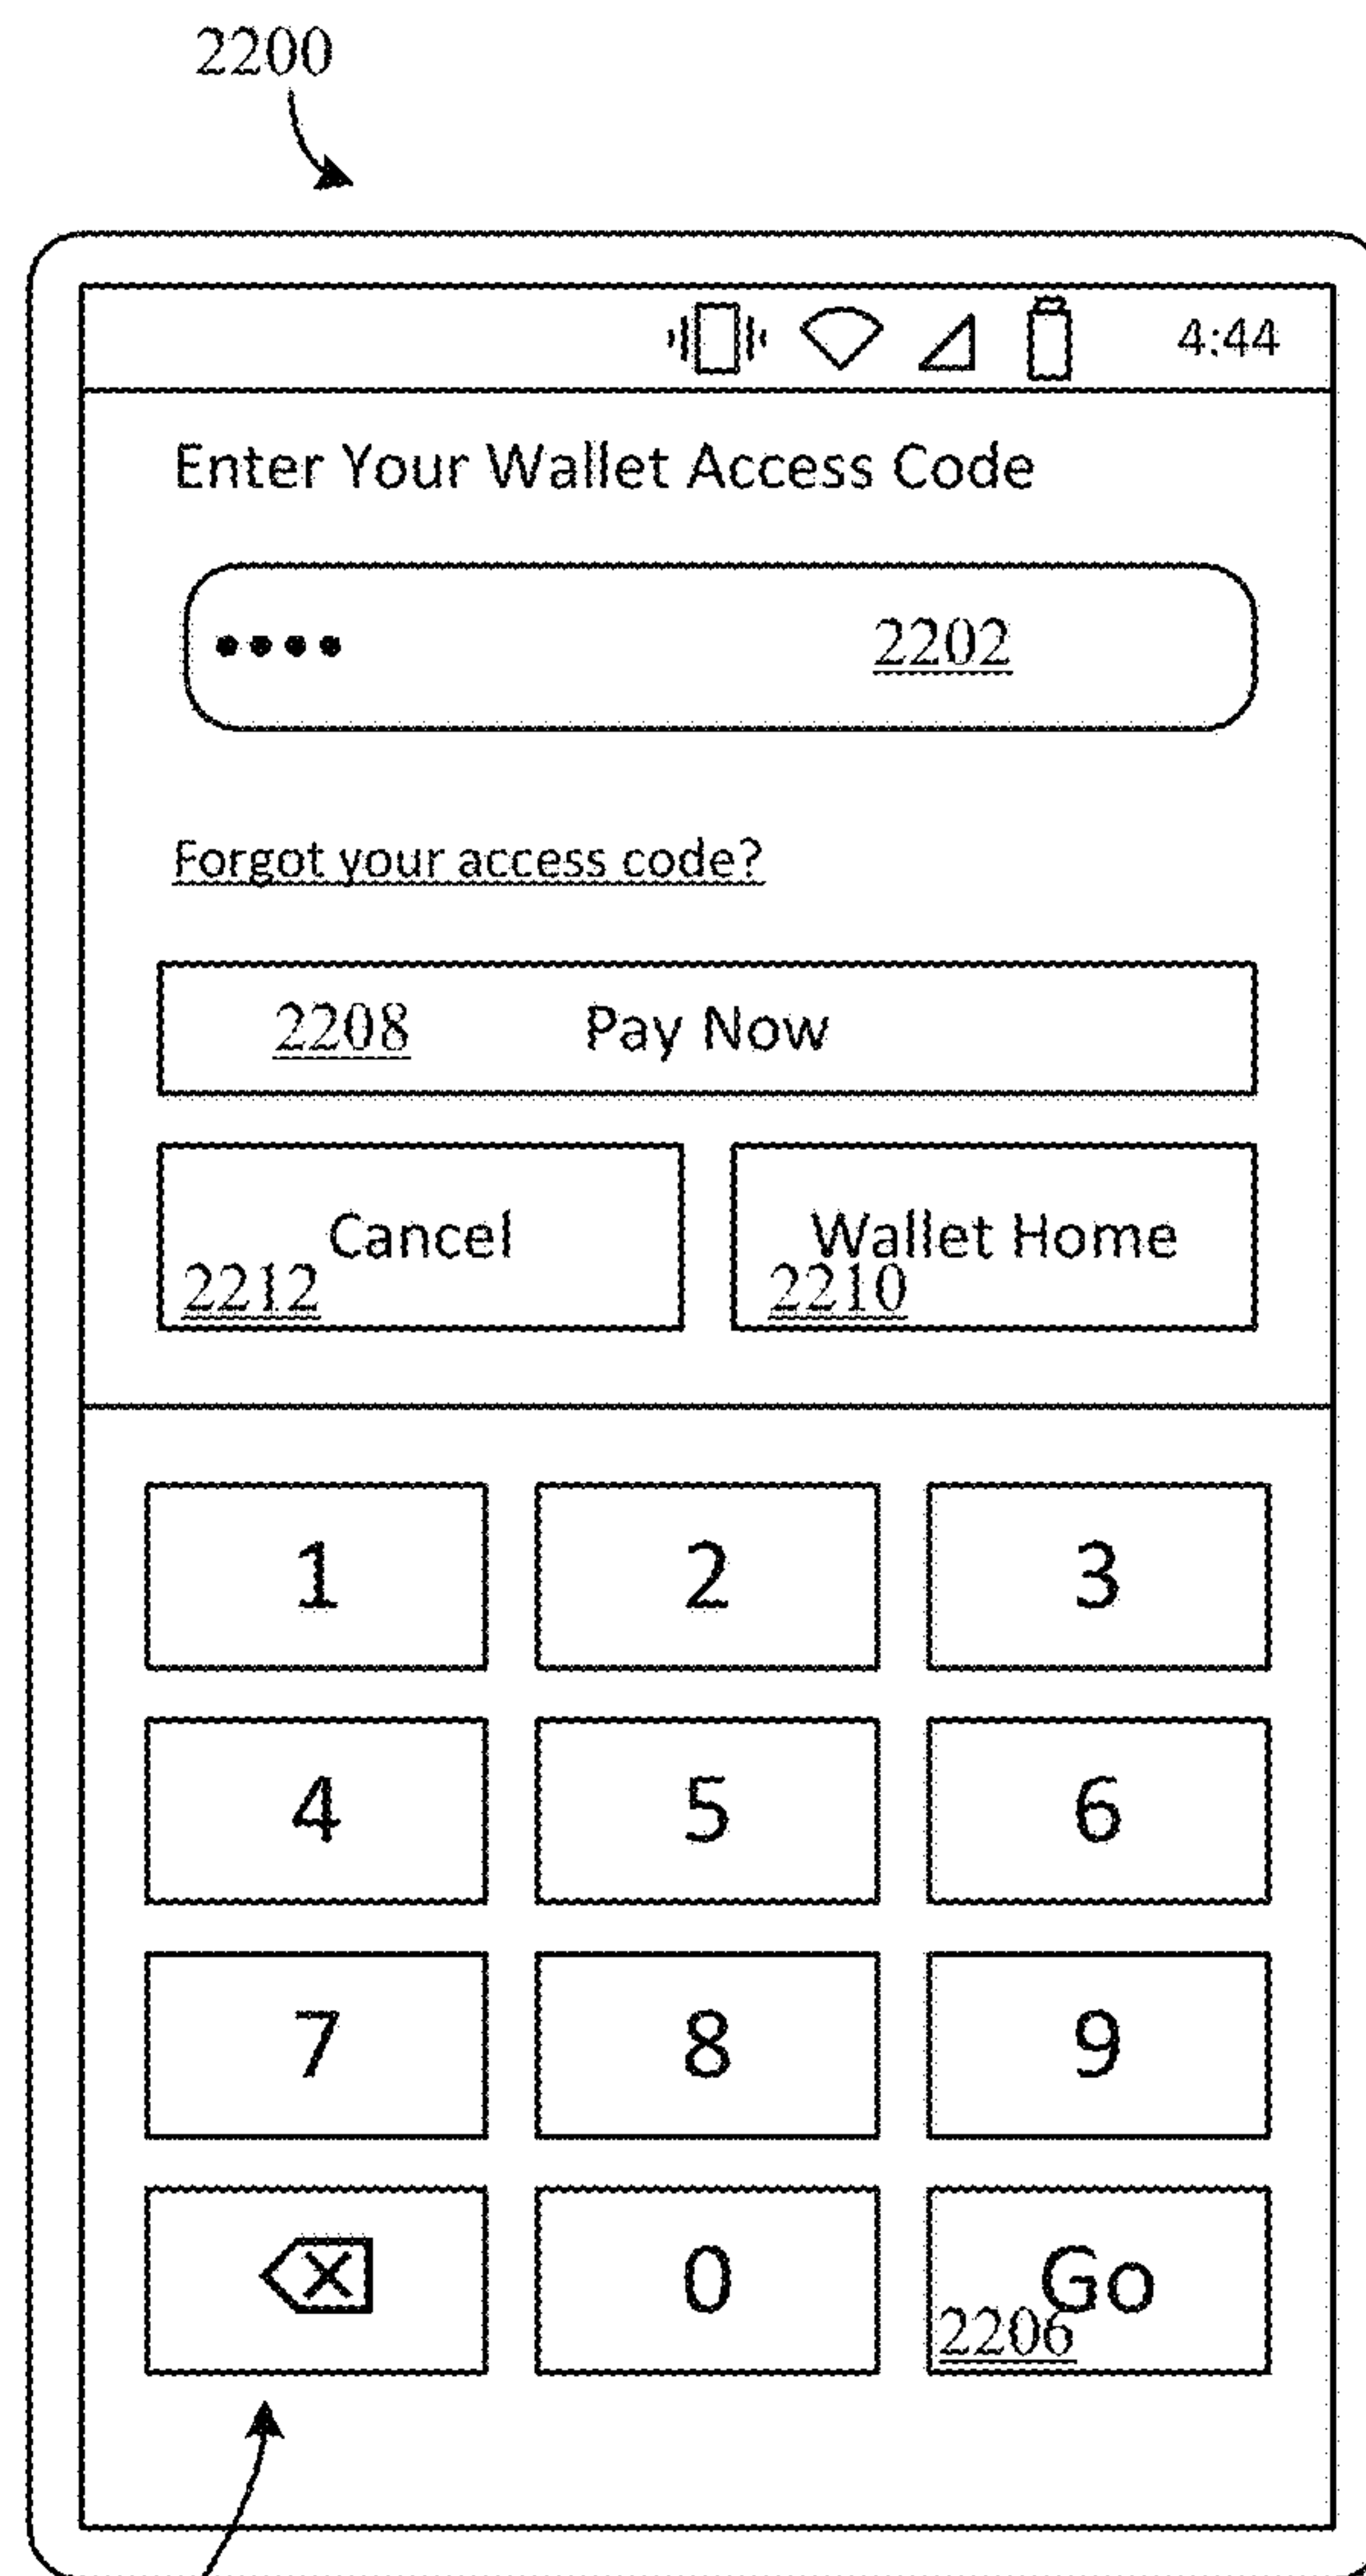 2200
4:44
Enter Your Wallet Access Code
•••• 2202
Forgot your access code?
2208 Pay Now
Cancel Wallet Home
2212 2210
1 2 3
4 5 6
7 8 9
0 Go
2206